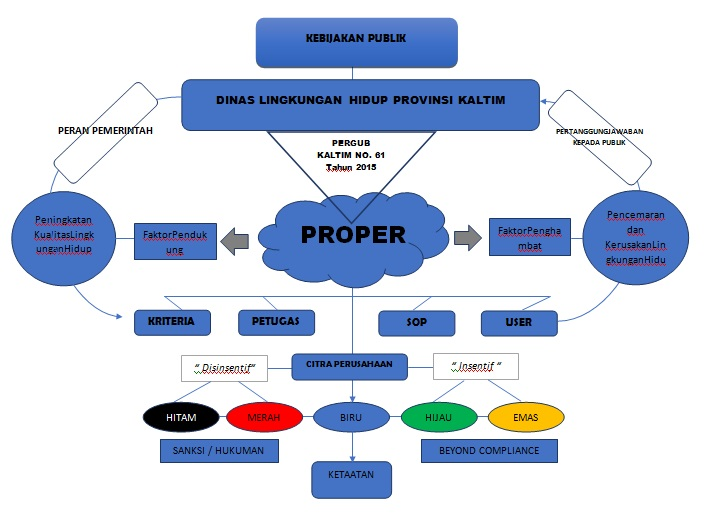 KEBIJAKAN PUBLIK
DINAS LINGKUNGAN HIDUP PROVINSI KALTIM
PERAN PEMERINTAH
PERGUB
KALTIM NO. 61
Tahun 2015
PERTANGGUNGJAWABAN
KEPADA PUBLIK
Peningkatan
KualitasLingk
unganHidup
FaktorPenduk
ung
PROPER
FaktorPengha
mbat
Pencemaran
dan
KerusakanLin
gkunganHidu
KRITERIA
PETUGAS
SOP
USER
" Disinsentif"
CITRA PERUSAHAAN
" Insentif "
HITAM
MERAH
BIRU
HIJAU
EMAS
SANKSI / HUKUMAN
BEYOND COMPLIANCE
KETAATAN